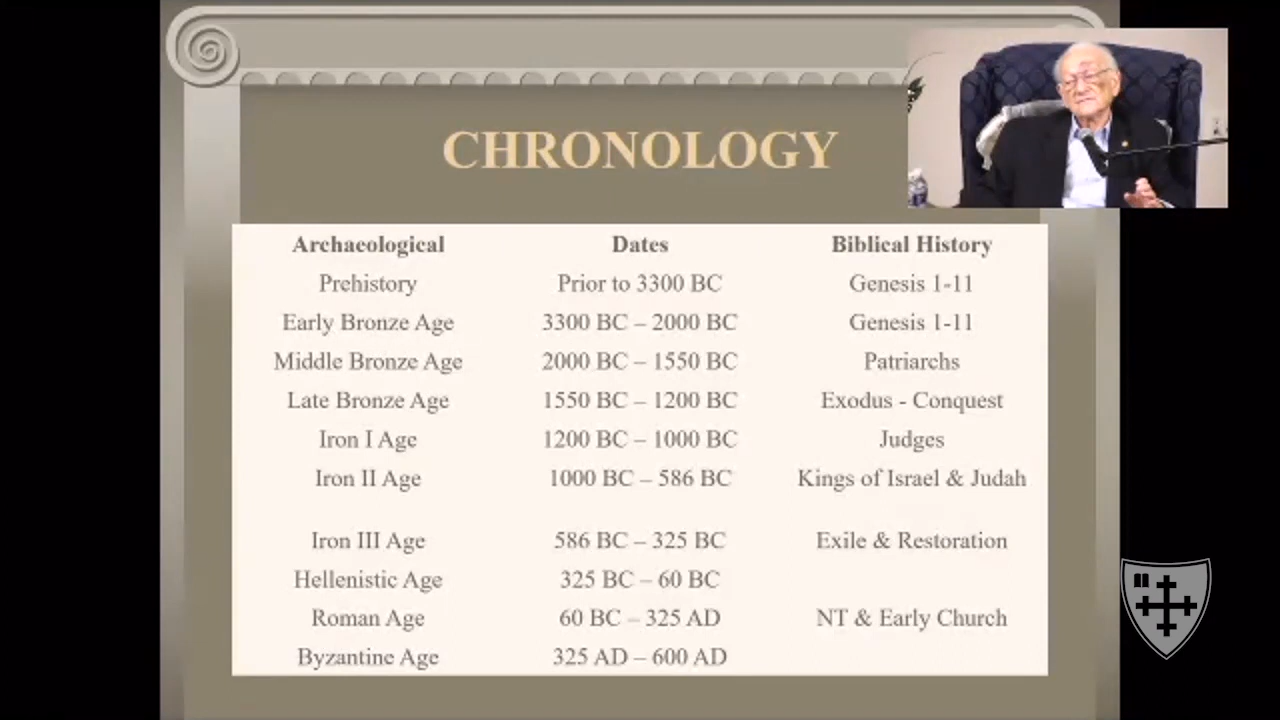 CHRONOLOGY
Archaeological Dates Biblical History
Prehistory Prior to 3300 BC Genesis 1-11
Early Bronze Age 3300 BC – 2000 BC Genesis 1-11
Middle Bronze Age 2000 BC – 1550 BC Patriarchs
Late Bronze Age 1550 BC – 1200 BC Exodus - Conquest
Iron I Age 1200 BC – 1000 BC Judges
Iron II Age 1000 BC – 586 BC Kings of Israel & Judah
Iron III Age 586 BC – 325 BC Exile & Restoration
Hellenistic Age 325 BC – 60 BC
Roman Age 60 BC – 325 AD NT & Early Church
Byzantine Age 325 AD – 600 AD